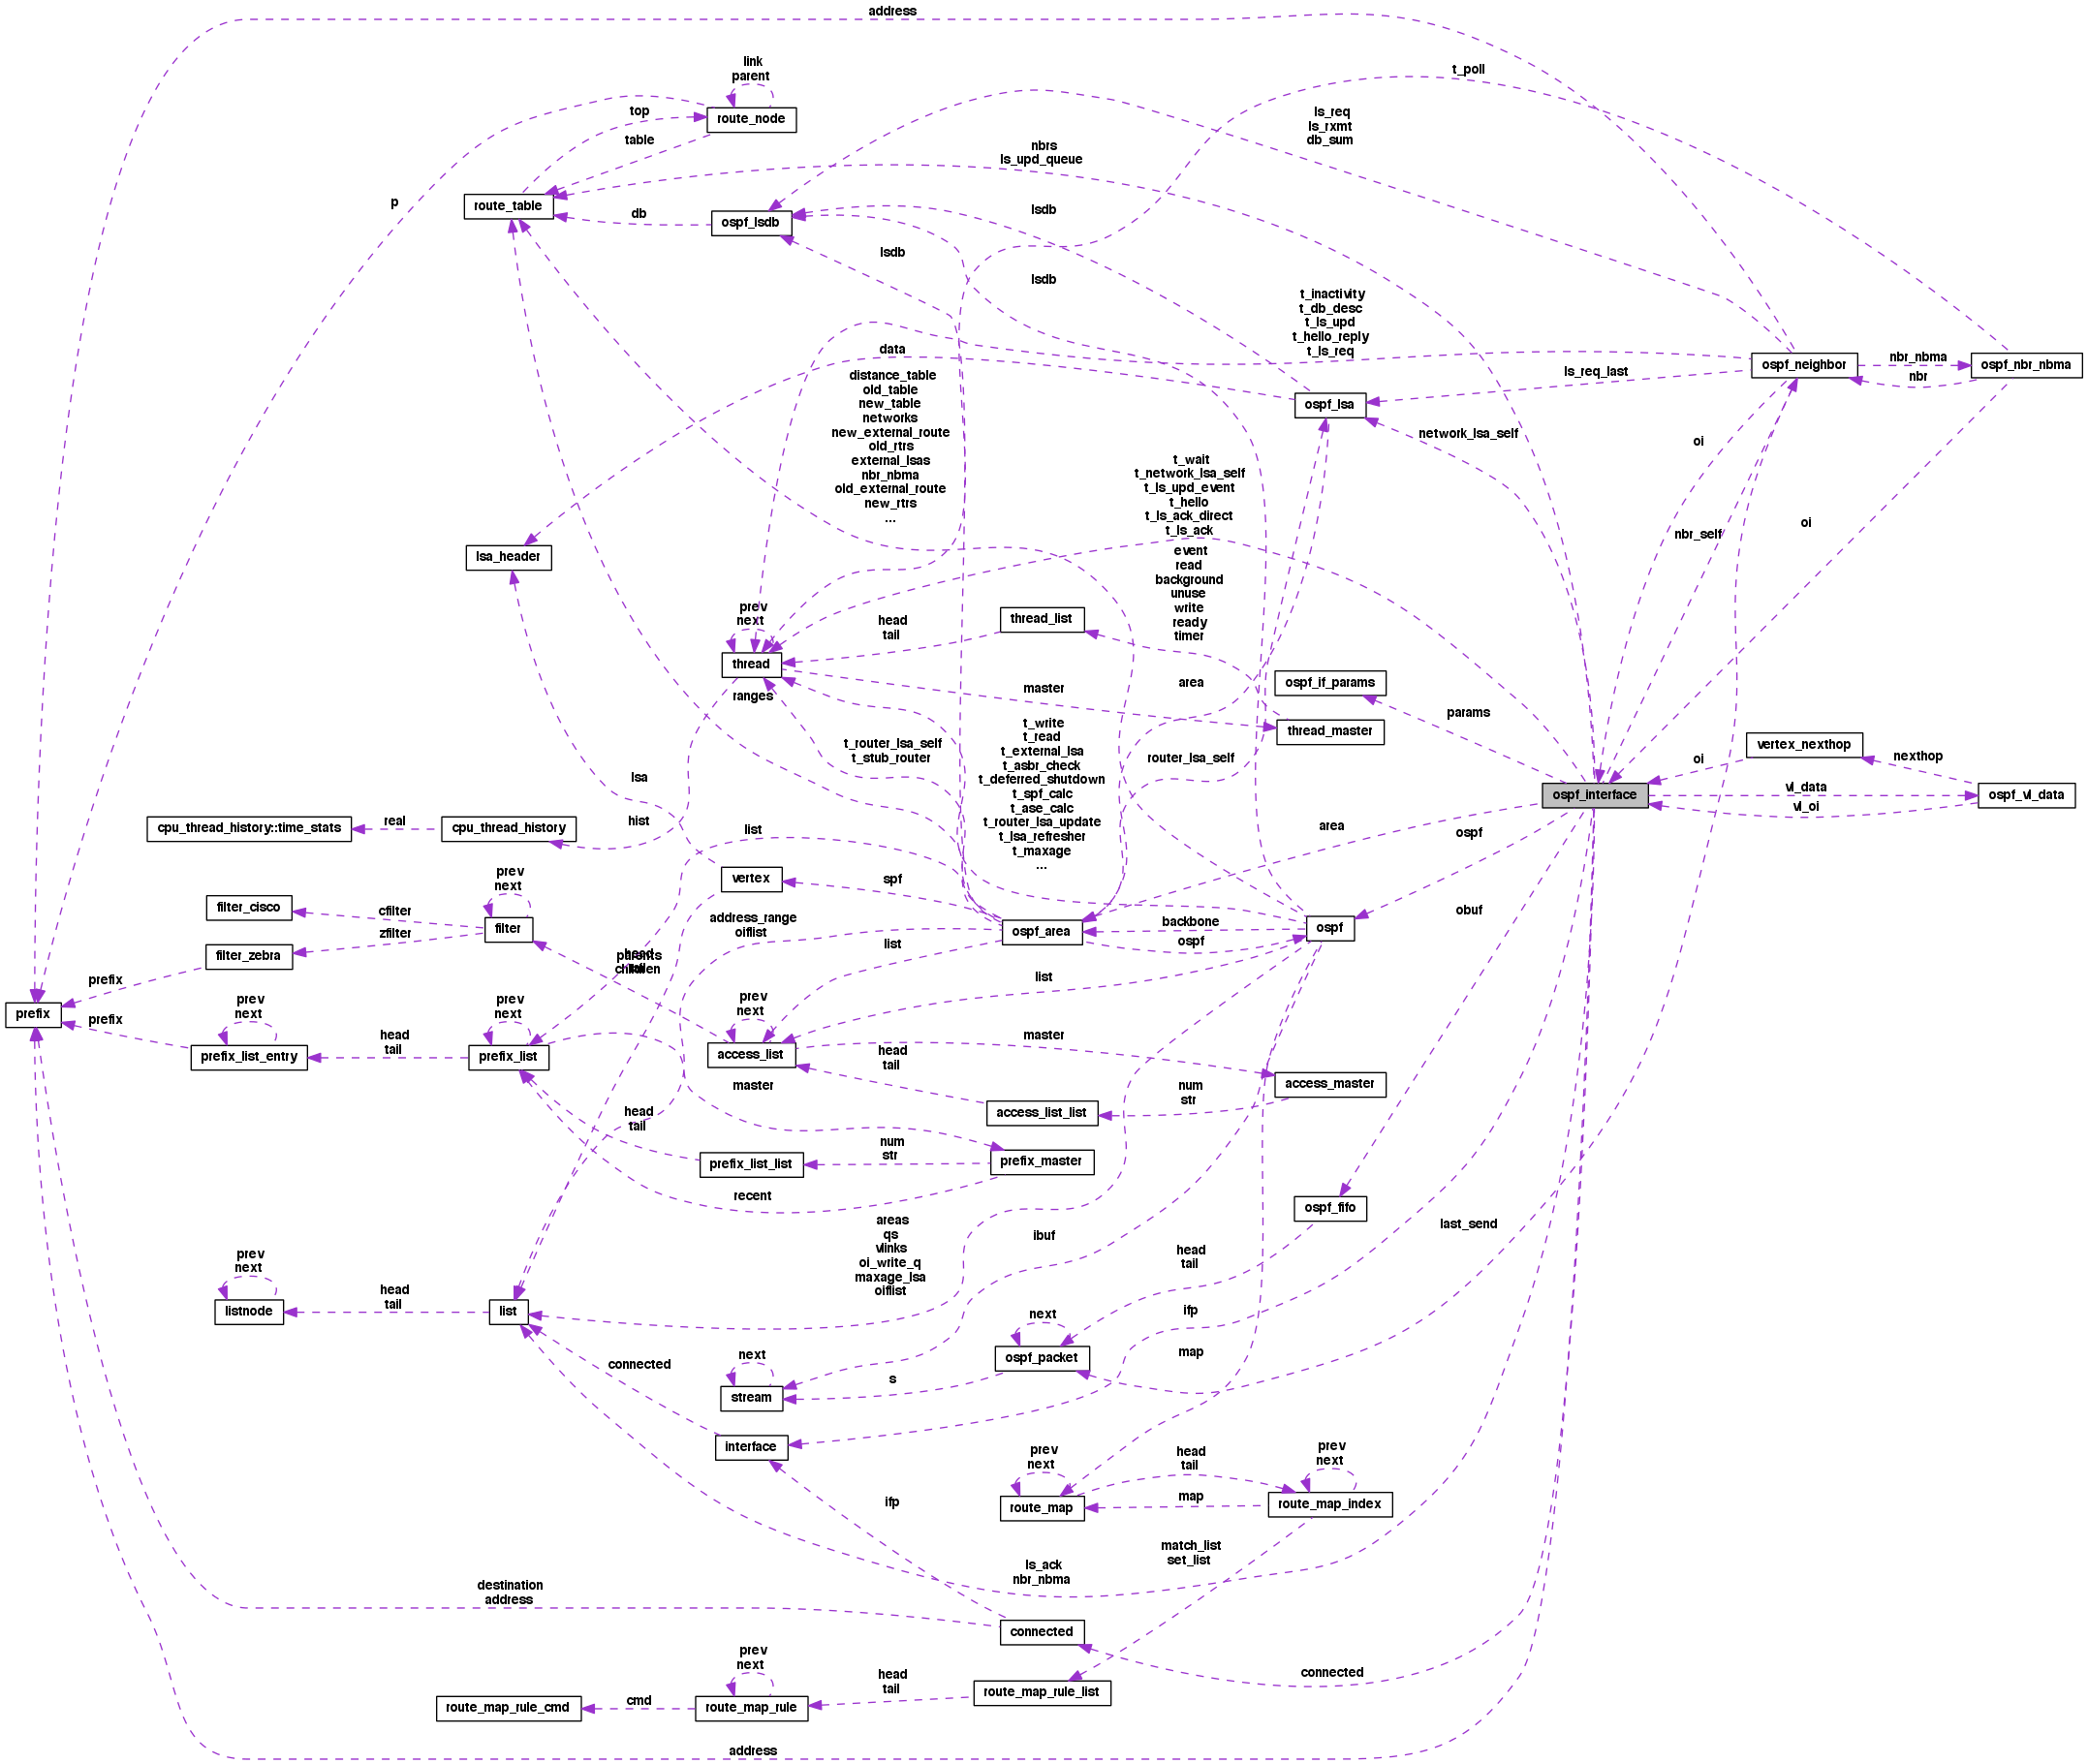 address
link
parent
t_poll
route_node
top
ls_req
ls_rxmt
db_sum
table
nbrs
ls_upd_queue
p
route_table
db
ospf_lsdb
lsdb
lsdb
lsdb
t_inactivity
t_db_desc
t_ls_upd
t_hello_reply
t_ls_req
data
ospf_neighbor
nbr_nbma
nbr
ospf_nbr_nbma
ls_req_last
distance_table
old_table
new_table
networks
new_external_route
old_rtrs
external_lsas
nbr_nbma
old_external_route
new_rtrs
...
ospf_lsa
network_lsa_self
oi
t_wait
t_network_lsa_self
t_ls_upd_event
t_hello
t_ls_ack_direct
t_ls_ack
oi
nbr_self
lsa_header
event
read
background
unuse
write
ready
timer
prev
next
head
tail
thread_list
thread
ranges
master
area
ospf_if_params
params
thread_master
t_router_lsa_self
t_stub_router
t_write
t_read
t_external_lsa
t_asbr_check
t_deferred_shutdown
t_spf_calc
t_ase_calc
t_router_lsa_update
t_lsa_refresher
t_maxage
...
router_lsa_self
vertex_nexthop
oi
nexthop
lsa
ospf_interface
vl_data
vl_oi
ospf_vl_data
cpu_thread_history::time_stats
real
cpu_thread_history
hist
list
area
ospf
prev
next
vertex
spf
filter_cisco
cfilter
zfilter
filter
address_range
oiflist
ospf_area
backbone
ospf
ospf
obuf
filter_zebra
list
head
tail
parents
children
prefix
list
prefix
prefix
prev
next
prefix_list_entry
head
tail
prev
next
prefix_list
prev
next
access_list
master
head
tail
access_master
num
str
access_list_list
master
head
tail
prefix_list_list
num
str
prefix_master
recent
ospf_fifo
areas
qs
vlinks
oi_write_q
maxage_lsa
oiflist
ibuf
last_send
prev
next
listnode
head
tail
list
head
tail
ifp
next
ospf_packet
map
connected
next
stream
s
interface
prev
next
route_map
head
tail
map
prev
next
route_map_index
ifp
match_list
set_list
ls_ack
nbr_nbma
destination
address
connected
connected
prev
next
head
tail
route_map_rule_list
route_map_rule_cmd
cmd
route_map_rule
address